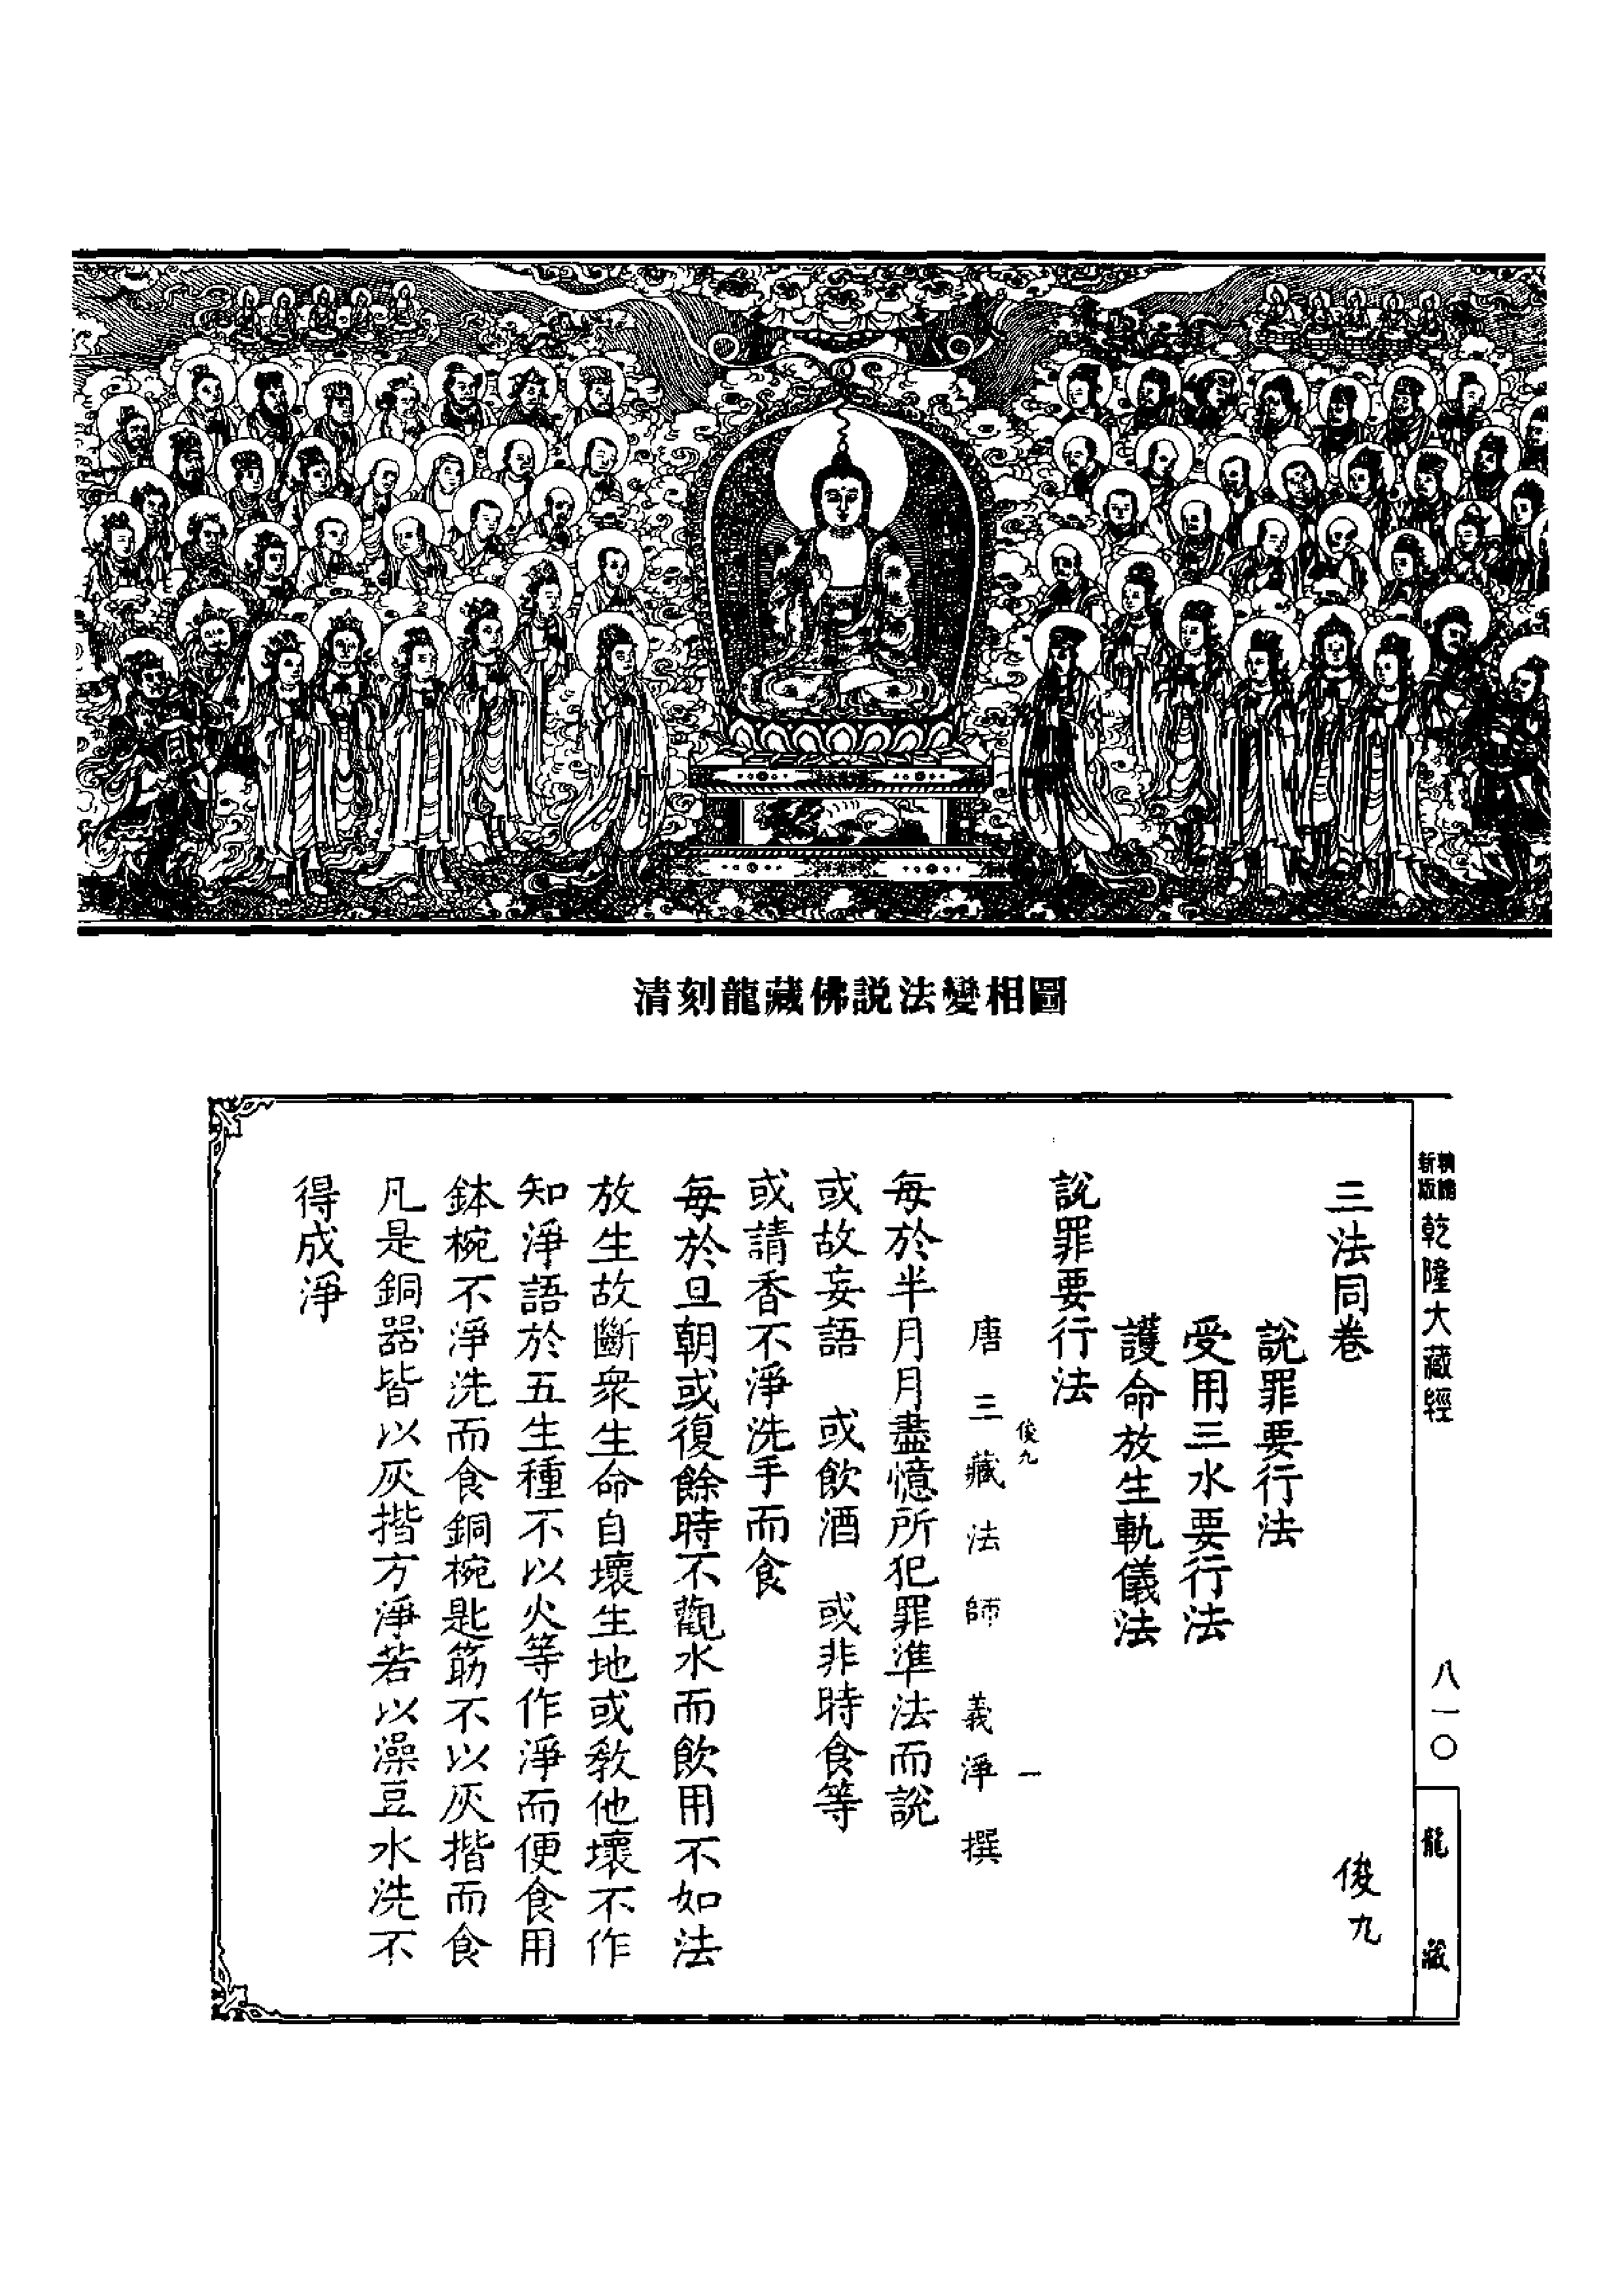 清刻龍藏佛説法變相圖
新版
乾隆大藏經
八一〇
龍藏
三法同卷 俊九
說罪要行法
受用三水要行法
護命放生軌儀法
說罪要行法
俊九 一
唐三藏法師義淨撰
每於半月月盡憶所犯罪準法而說
或故妄語 或飲酒 或非時食等
或請香不淨洗手而食
每於旦朝或復餘時不觀水而飲用不如法
放生故斷衆生命自壞生地或教他壞不作
知淨語於五生種不以火等作淨而便食用
鉢椀不淨洗而食銅椀匙筯不以灰揩而食
凡是銅器皆以灰揩方淨若以澡豆水洗不
得成淨